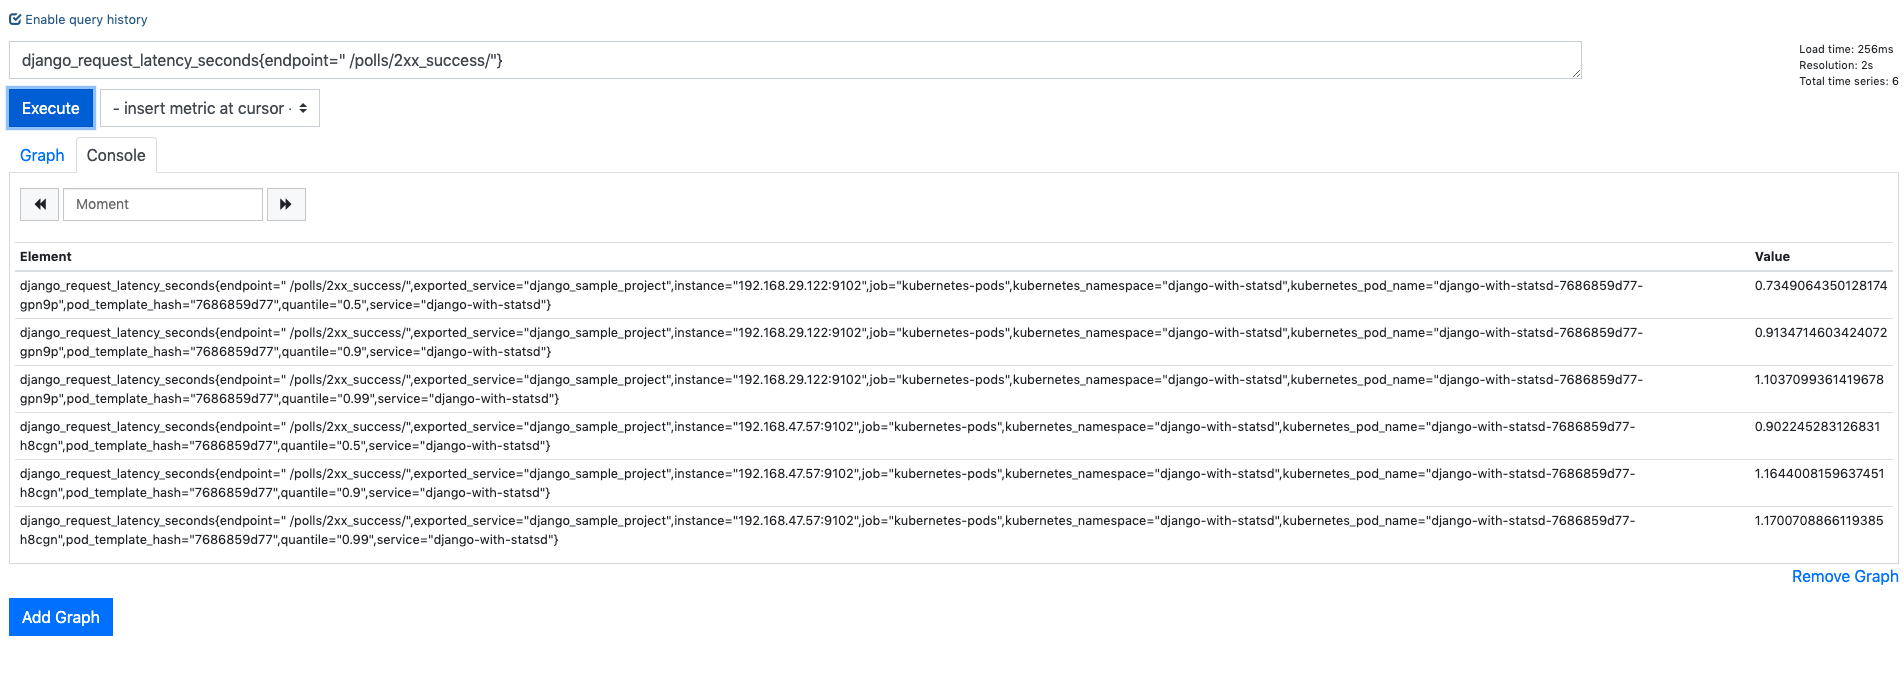 Enable query history
django_request_latency_seconds{endpoint=" /polls/2xx_success/"}
Load time: 256ms
Resolution: 2s
Total time series: 6
Execute
- insert metric at cursor -
Graph
Console
Moment
Element Value
django_request_latency_seconds{endpoint=" /polls/2xx_success/",exported_service="django_sample_project",instance="192.168.29.122:9102",job="kubernetes-pods",kubernetes_namespace="django-with-statsd",kubernetes_pod_name="django-with-statsd-7686859d77- 0.7349064350128174
gpn9p",pod_template_hash="7686859d77",quantile="0.5",service="django-with-statsd"}
django_request_latency_seconds{endpoint=" /polls/2xx_success/",exported_service="django_sample_project",instance="192.168.29.122:9102",job="kubernetes-pods",kubernetes_namespace="django-with-statsd",kubernetes_pod_name="django-with-statsd-7686859d77- 0.9134714603424072
gpn9p",pod_template_hash="7686859d77",quantile="0.9",service="django-with-statsd"}
django_request_latency_seconds{endpoint=" /polls/2xx_success/",exported_service="django_sample_project",instance="192.168.29.122:9102",job="kubernetes-pods",kubernetes_namespace="django-with-statsd",kubernetes_pod_name="django-with-statsd-7686859d77- 1.1037099361419678
gpn9p",pod_template_hash="7686859d77",quantile="0.99",service="django-with-statsd"}
django_request_latency_seconds{endpoint=" /polls/2xx_success/",exported_service="django_sample_project",instance="192.168.47.57:9102",job="kubernetes-pods",kubernetes_namespace="django-with-statsd",kubernetes_pod_name="django-with-statsd-7686859d77- 0.902245283126831
h8cgn",pod_template_hash="7686859d77",quantile="0.5",service="django-with-statsd"}
django_request_latency_seconds{endpoint=" /polls/2xx_success/",exported_service="django_sample_project",instance="192.168.47.57:9102",job="kubernetes-pods",kubernetes_namespace="django-with-statsd",kubernetes_pod_name="django-with-statsd-7686859d77- 1.1644008159637451
h8cgn",pod_template_hash="7686859d77",quantile="0.9",service="django-with-statsd"}
django_request_latency_seconds{endpoint=" /polls/2xx_success/",exported_service="django_sample_project",instance="192.168.47.57:9102",job="kubernetes-pods",kubernetes_namespace="django-with-statsd",kubernetes_pod_name="django-with-statsd-7686859d77- 1.1700708866119385
h8cgn",pod_template_hash="7686859d77",quantile="0.99",service="django-with-statsd"}
Remove Graph
Add Graph